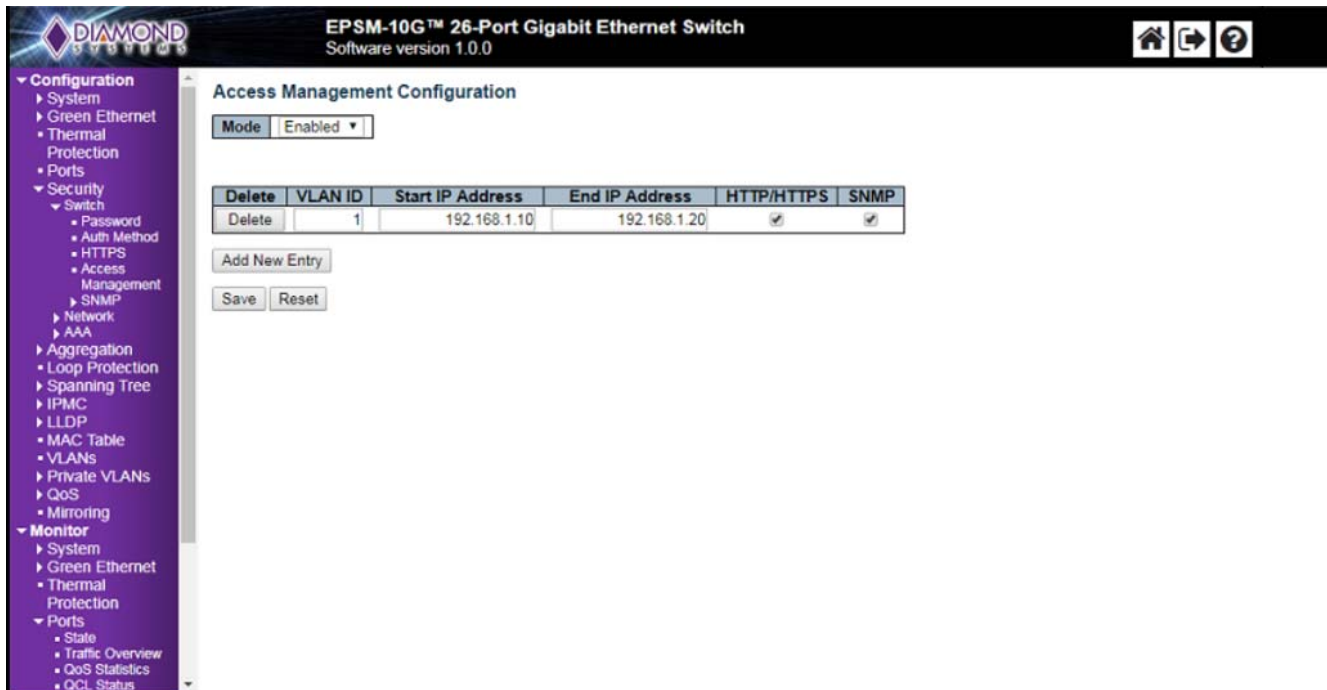 DIAMOND
SYSTEMS
EPSM-10G™ 26-Port Gigabit Ethernet Switch
Software version 1.0.0
Configuration
System
Green Ethernet
Thermal
Protection
Ports
Security
Switch
Password
Auth Method
HTTPS
Access
Management
SNMP
Network
AAA
Aggregation
Loop Protection
Spanning Tree
IPMC
LLDP
MAC Table
VLANs
Private VLANs
QoS
Mirroring
Monitor
System
Green Ethernet
Thermal
Protection
Ports
State
Traffic Overview
QoS Statistics
QCL Status
Access Management Configuration
Mode Enabled
Delete VLAN ID Start IP Address End IP Address HTTP/HTTPS SNMP
Delete 1 192.168.1.10 192.168.1.20
Add New Entry
Save Reset